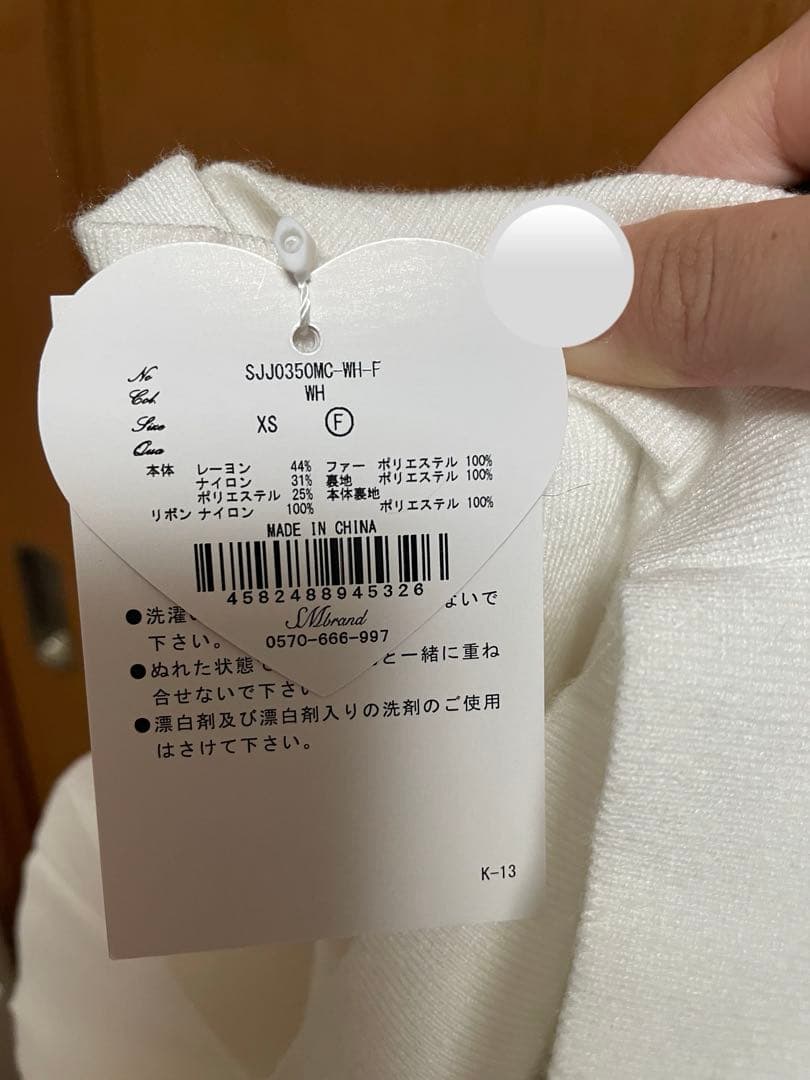 No SJJ0350MC-WH-F
Col. WH
Size XS Ⓕ
Qua
本体 レーヨン 44% ファー ポリエステル 100%
ナイロン 31% 裏地 ポリエステル 100%
ポリエステル 25% 本体裏地
リボン ナイロン 100% ポリエステル 100%
MADE IN CHINA
4582488945326
SMbrand
0570-666-997
●洗濯 ないで
下さい。
●ぬれた状態 と一緒に重ね
合せないで下さい
●漂白剤及び漂白剤入りの洗剤のご使用
はさけて下さい。
K-13